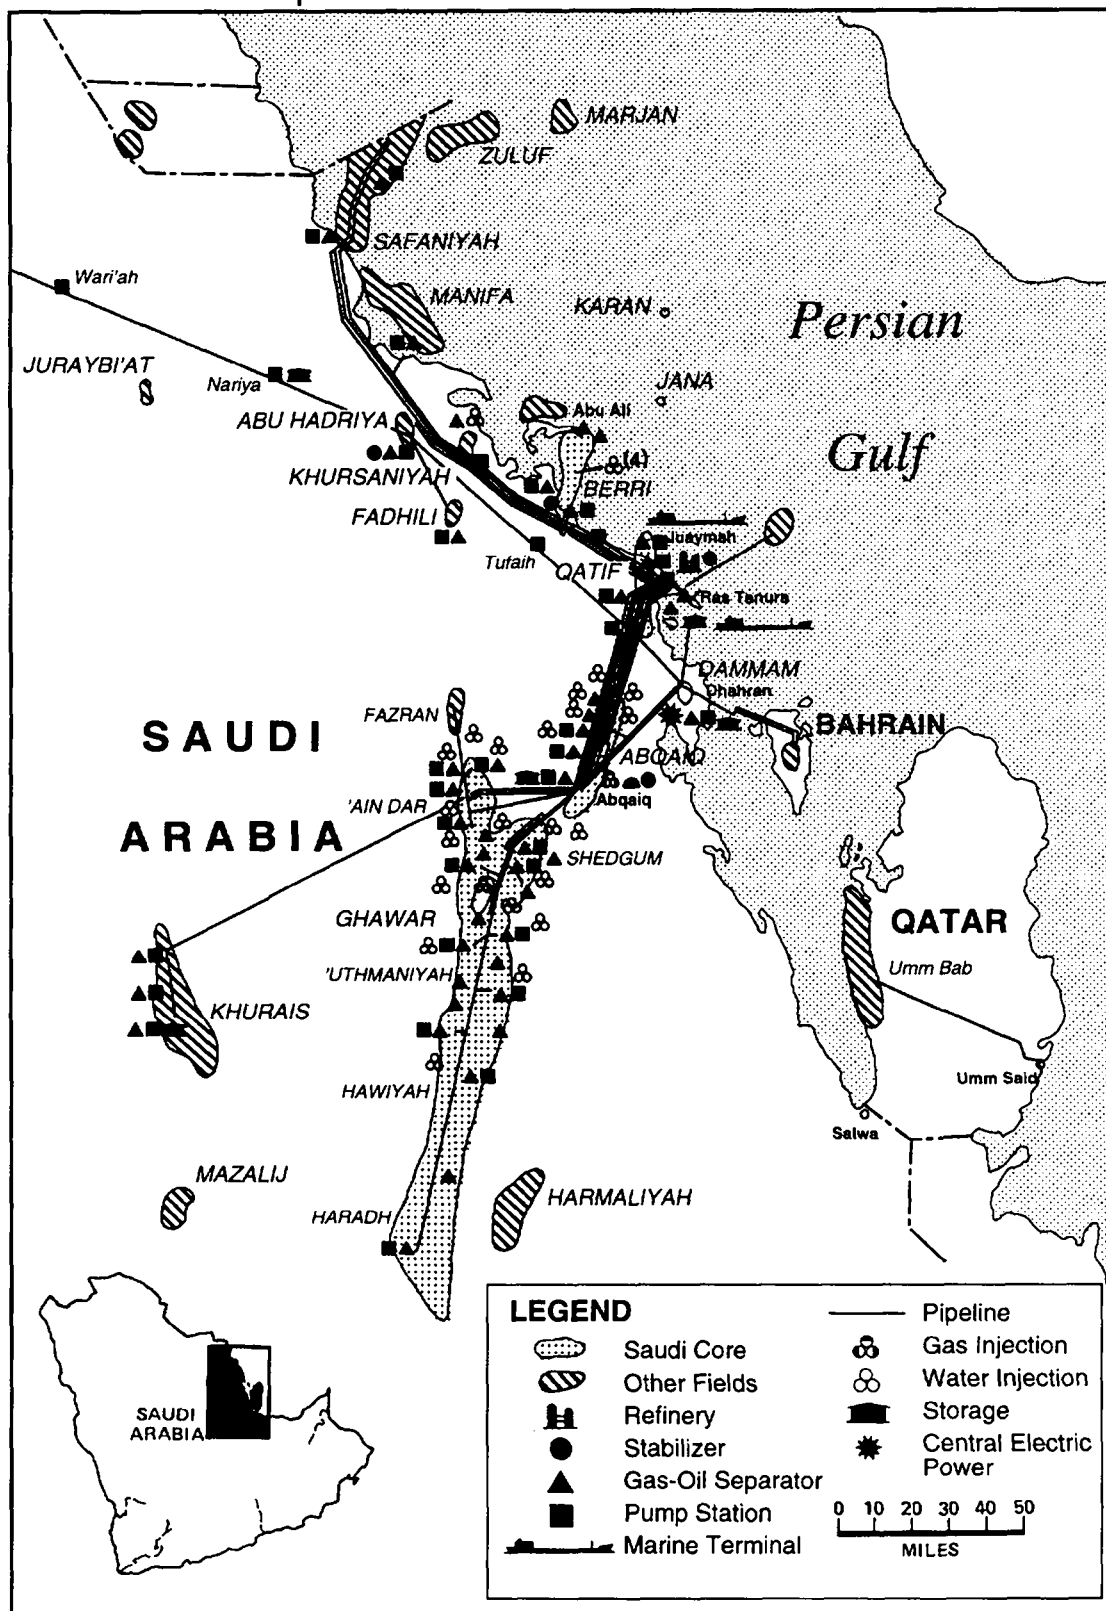 MARJAN
ZULUF
SAFANIYAH
Wari'ah
MANIFA
KARAN
Persian
Gulf
JURAYBI'AT
Nariya
JANA
ABU HADRIYA
Abu Ali
KHURSANIYAH
(4)
BERRI
FADHILI
Tufaih
Juaymah
QATIF
Ras Tanura
DAMMAM
Dhahran
FAZRAN
SAUDI
ARABIA
BAHRAIN
ABQAIQ
Abqaiq
'AIN DAR
SHEDGUM
GHAWAR
QATAR
'UTHMANIYAH
Umm Bab
KHURAIS
HAWIYAH
Umm Said
Salwa
MAZALIJ
HARADH
HARMALIYAH
SAUDI
ARABIA
LEGEND
Saudi Core
Other Fields
Refinery
Stabilizer
Gas-Oil Separator
Pump Station
Marine Terminal
Pipeline
Gas Injection
Water Injection
Storage
Central Electric
Power
0 10 20 30 50
MILES